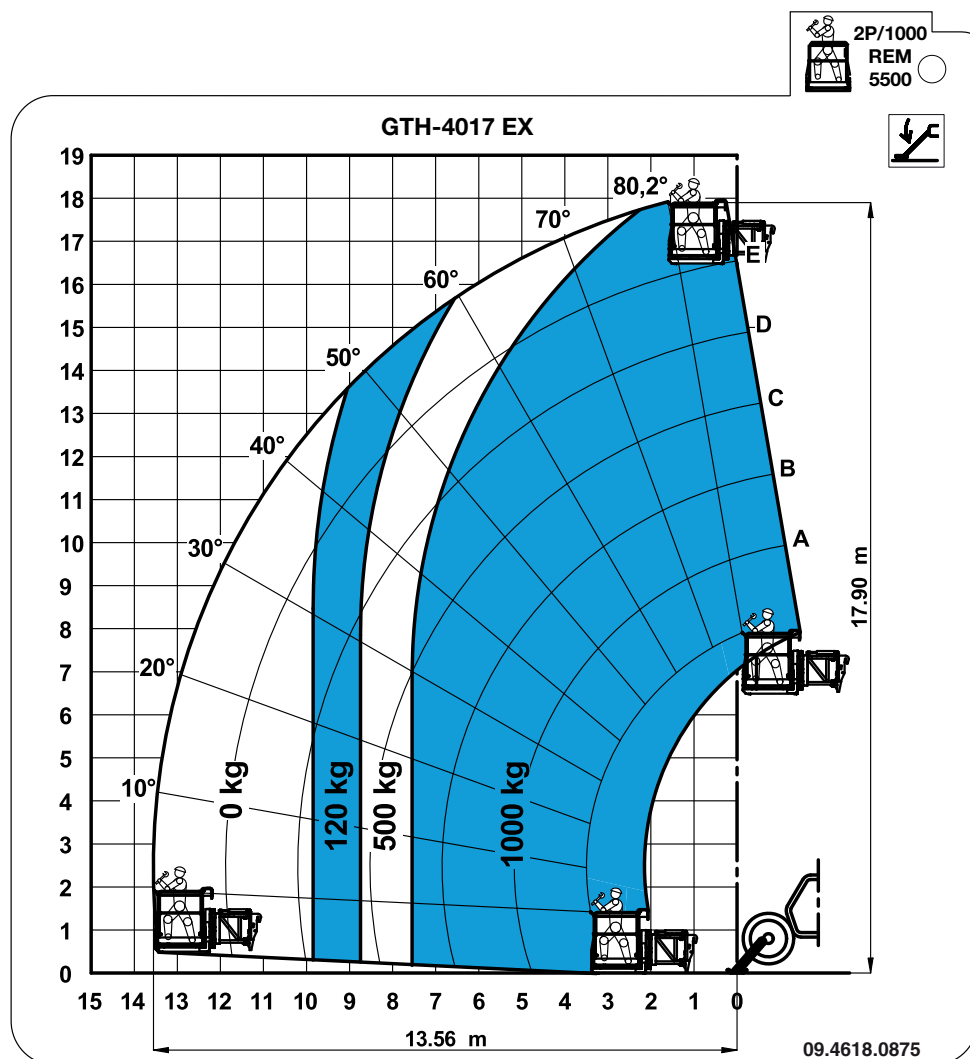 2P/1000
REM
5500
GTH-4017 EX
19
18
17
16
15
14
13
12
11
10
9
8
7
6
5
4
3
2
1
0
80,2°
70°
60°
50°
40°
30°
20°
10°
E
D
C
B
A
17.90 m
0 kg
120 kg
500 kg
1000 kg
15 14 13 12 11 10 9 8 7 6 5 4 3 2 1 0
13.56 m
09.4618.0875